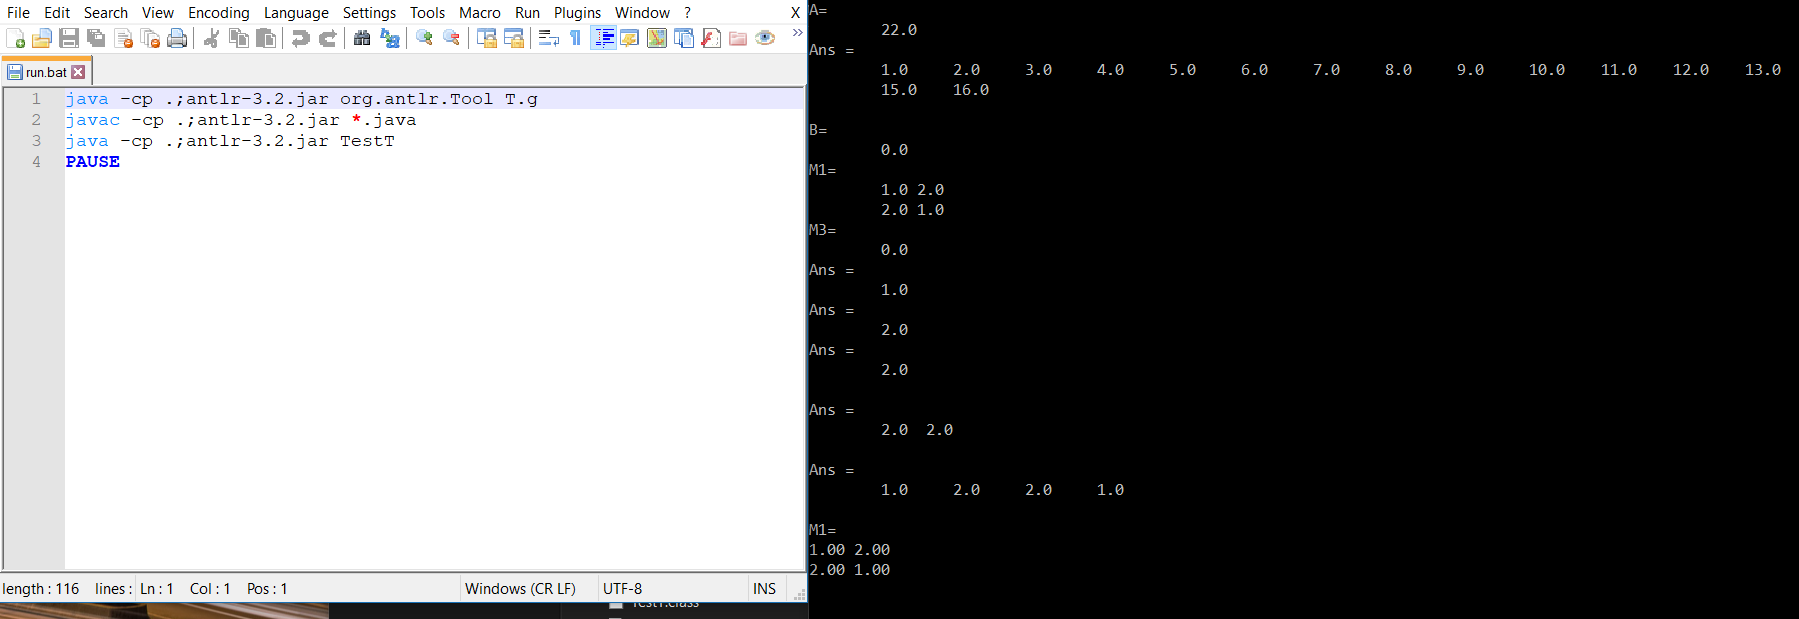 File Edit Search View Encoding Language Settings Tools Macro Run Plugins Window ? X
run.bat
1 java -cp .;antlr-3.2.jar org.antlr.Tool T.g
2 javac -cp .;antlr-3.2.jar *.java
3 java -cp .;antlr-3.2.jar TestT
4 PAUSE
length : 116 lines : Ln : 1 Col : 1 Pos : 1 Windows (CR LF) UTF-8 INS
A=
22.0
Ans =
1.0 2.0 3.0 4.0 5.0 6.0 7.0 8.0 9.0 10.0 11.0 12.0 13.0
15.0 16.0
B=
0.0
M1=
1.0 2.0
2.0 1.0
M3=
0.0
Ans =
1.0
Ans =
2.0
Ans =
2.0
Ans =
2.0 2.0
Ans =
1.0 2.0 2.0 1.0
M1=
1.00 2.00
2.00 1.00